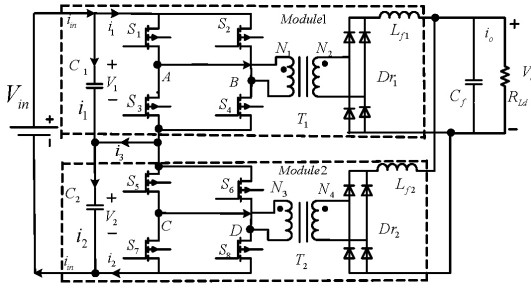 i_in
i_1
S_1
S_2
Module1
N_1
N_2
L_f1
i_o
+
C_1
+
V_1
−
A
B
Dr_1
C_f
R_Ld
V_in
+
−
i_1
S_3
S_4
T_1
−
i_3
Module2
C_2
+
V_2
−
S_5
S_6
N_3
N_4
L_f2
C
D
Dr_2
i_2
S_7
S_8
T_2
i_in
i_2